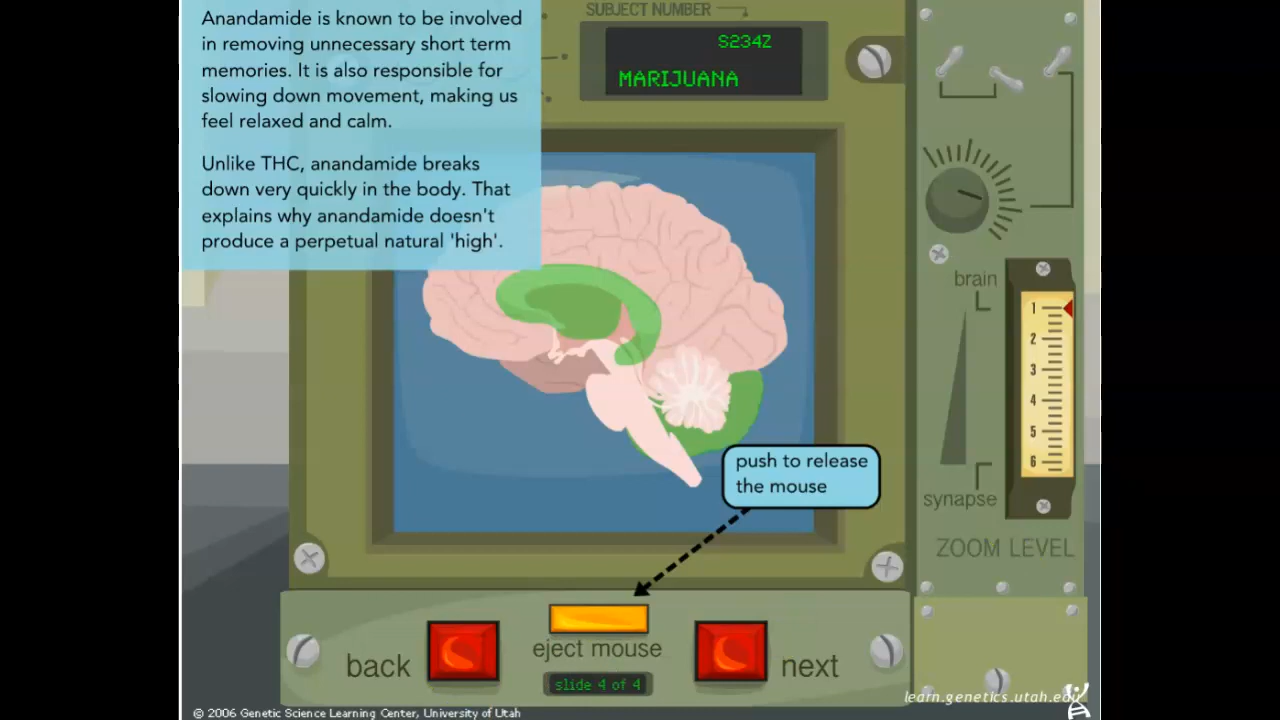 Anandamide is known to be involved
in removing unnecessary short term
memories. It is also responsible for
slowing down movement, making us
feel relaxed and calm.
Unlike THC, anandamide breaks
down very quickly in the body. That
explains why anandamide doesn't
produce a perpetual natural 'high'.
SUBJECT NUMBER
S234Z
MARIJUANA
brain
1
2
3
4
5
6
synapse
ZOOM LEVEL
push to release
the mouse
back
eject mouse
slide 4 of 4
next
learn.genetics.utah.edu
© 2006 Genetic Science Learning Center, University of Utah